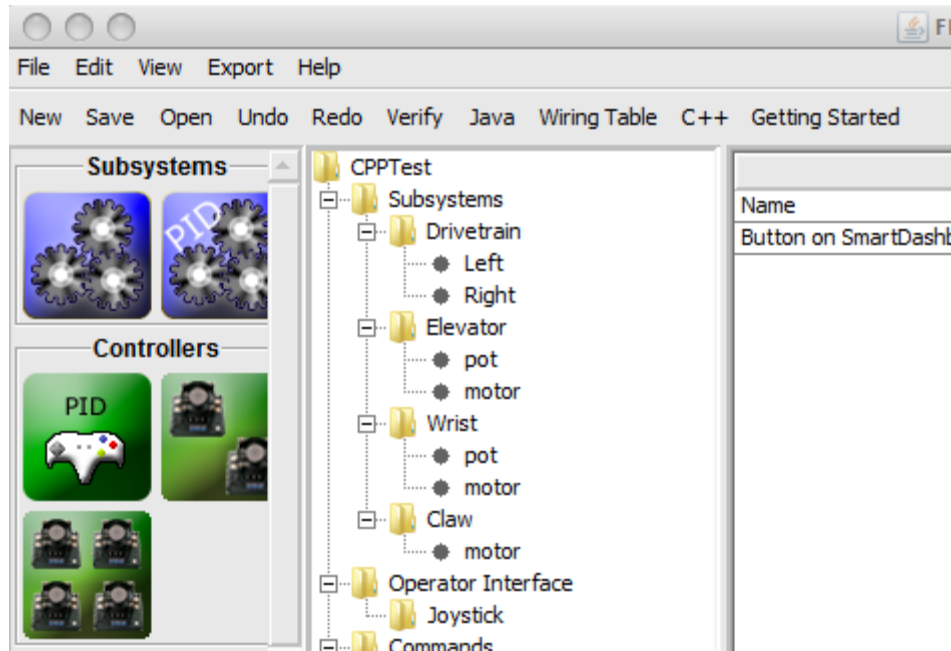 FI
File Edit View Export Help
New Save Open Undo Redo Verify Java Wiring Table C++ Getting Started
Subsystems
PID
Controllers
PID
CPPTest
Subsystems
Drivetrain
Left
Right
Elevator
pot
motor
Wrist
pot
motor
Claw
motor
Operator Interface
Joystick
Commands
Name
Button on